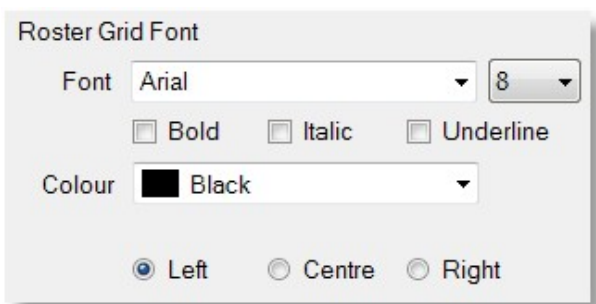 Roster Grid Font
Font Arial 8
Bold Italic Underline
Colour Black
Left Centre Right